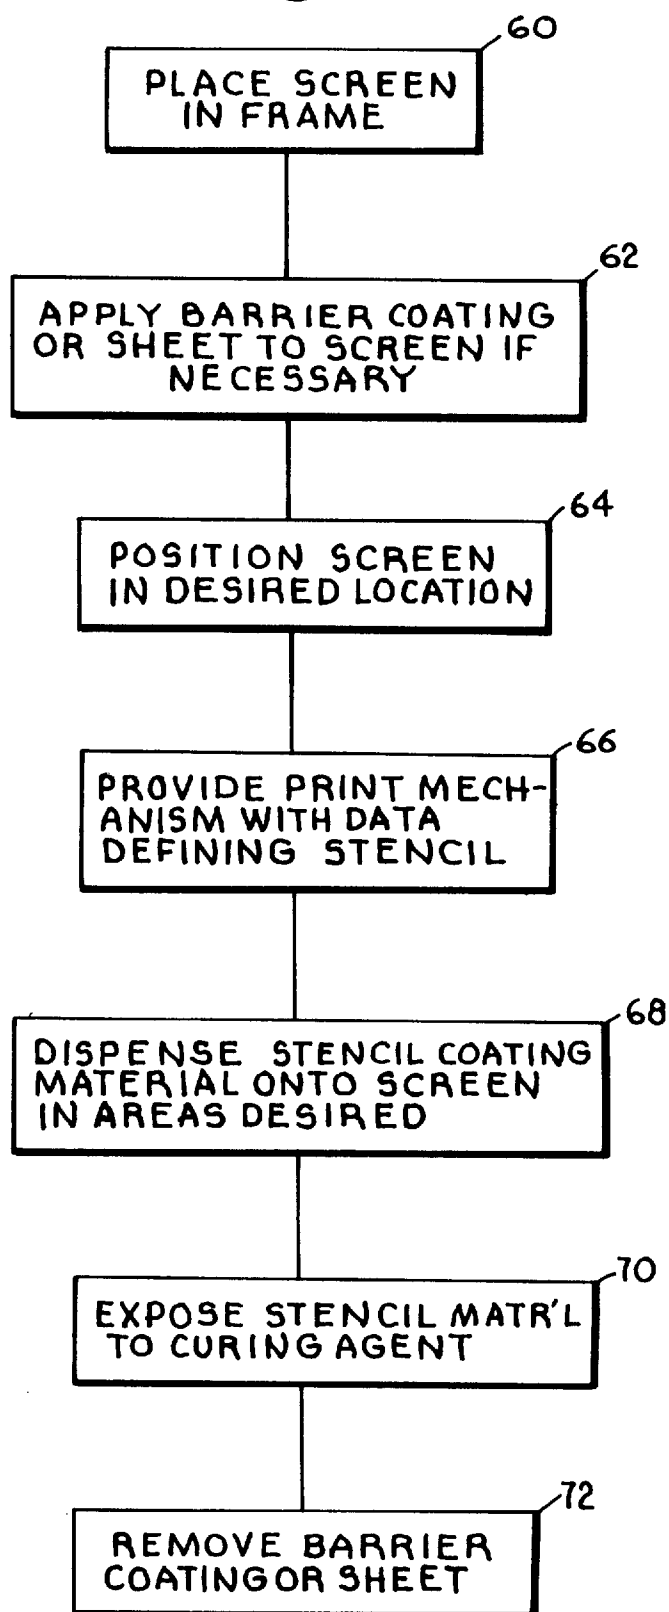 60
PLACE SCREEN
IN FRAME
62
APPLY BARRIER COATING
OR SHEET TO SCREEN IF
NECESSARY
64
POSITION SCREEN
IN DESIRED LOCATION
66
PROVIDE PRINT MECH-
ANISM WITH DATA
DEFINING STENCIL
68
DISPENSE STENCIL COATING
MATERIAL ONTO SCREEN
IN AREAS DESIRED
70
EXPOSE STENCIL MATR'L
TO CURING AGENT
72
REMOVE BARRIER
COATING OR SHEET